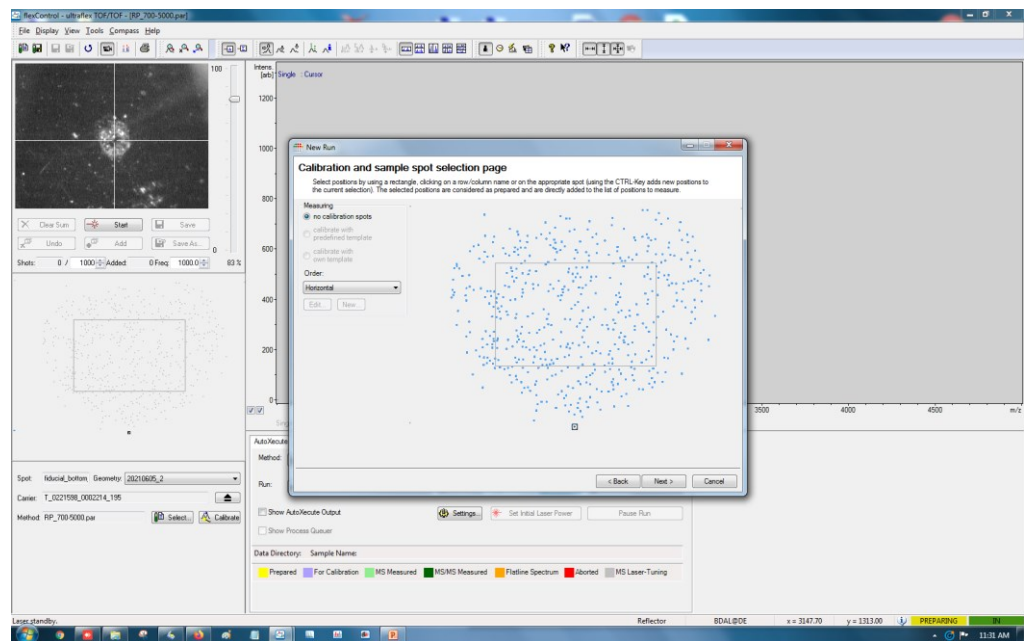 flexControl - ultraflex TOF/TOF - [RP_700-5000.par]
File Display View Tools Compass Help
100
0
Clear Sum Start Save
Undo Add Save As...
Shots: 0 / 1000 Added: 0 Freq: 1000.0 83 %
Intens.
[arb]
Single : Cursor
1200
1000
800
600
400
200
0
3500 4000 4500 m/z
New Run
Calibration and sample spot selection page
Select positions by using a rectangle, clicking on a row/column name or on the appropriate spot (using the CTRL-Key adds new positions to
the current selection). The selected positions are considered as prepared and are directly added to the list of positions to measure.
Measuring
no calibration spots
calibrate with
predefined template
calibrate with
own template
Order:
Horizontal
Edit... New...
< Back Next > Cancel
Spot: fiducial_bottom; Geometry: 20210605_2
Carrier: T_0221598_0002214_195
Method: RP_700-5000.par Select... Calibrate
AutoXecute
Method:
Run:
Show AutoXecute Output Settings... Set Initial Laser Power Pause Run
Show Process Queuer
Data Directory: Sample Name:
Prepared For Calibration MS Measured MS/MS Measured Flatline Spectrum Aborted MS Laser-Tuning
Laser standby. Reflector BDAL@DE x = 3147.70 y = 1313.00 PREPARING IN
11:31 AM